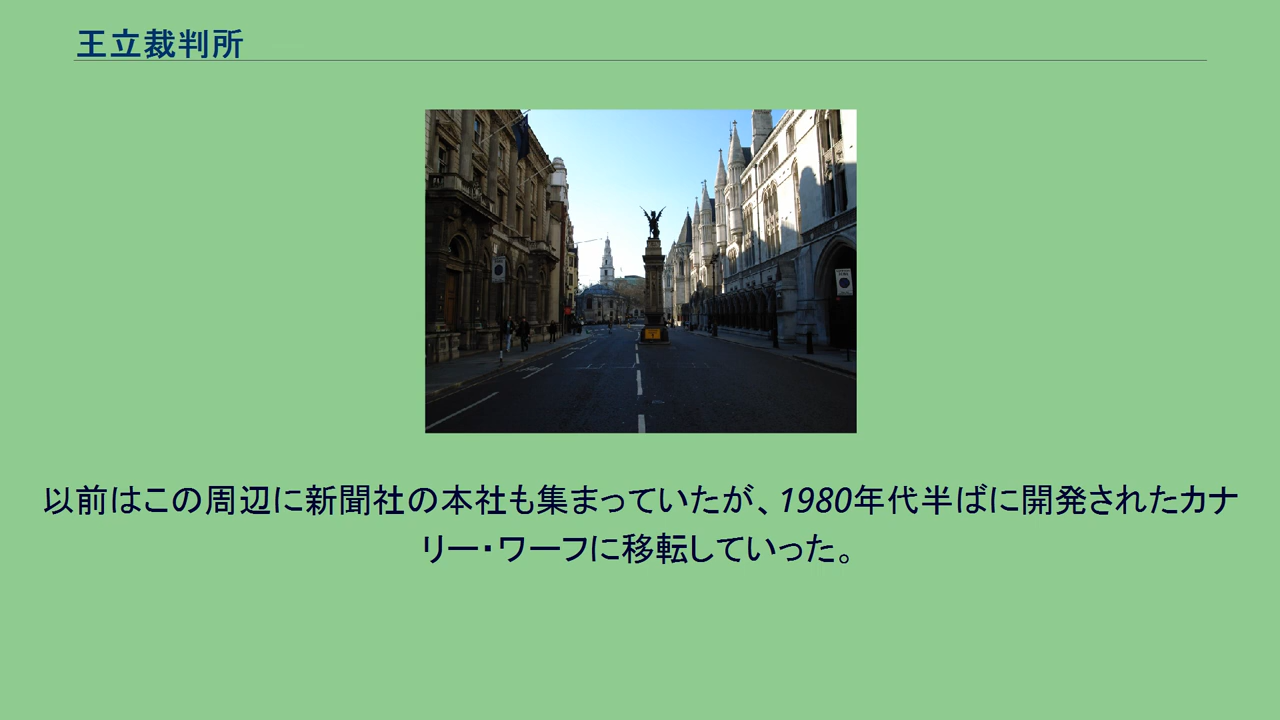 王立裁判所
以前はこの周辺に新聞社の本社も集まっていたが、1980年代半ばに開発されたカナ
リー・ワーフに移転していった。